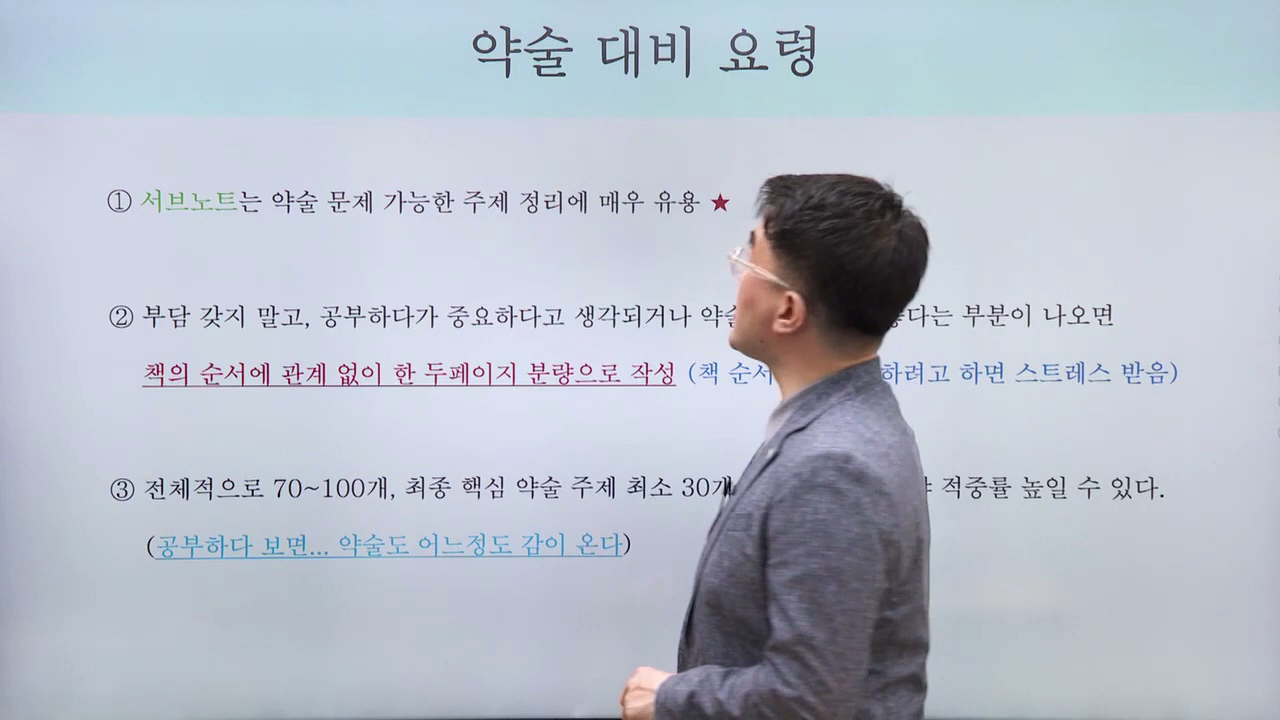 약술 대비 요령
① 서브노트는 약술 문제 가능한 주제 정리에 매우 유용 ★
② 부담 갖지 말고, 공부하다가 중요하다고 생각되거나 다는 부분이 나오면
책의 순서에 관계 없이 한 두페이지 분량으로 작성 (책 하려고 하면 스트레스 받음)
③ 전체적으로 70~100개, 최종 핵심 약술 주제 최소 적중률 높일 수 있다.
(공부하다 보면... 약술도 어느정도 감이 온다)